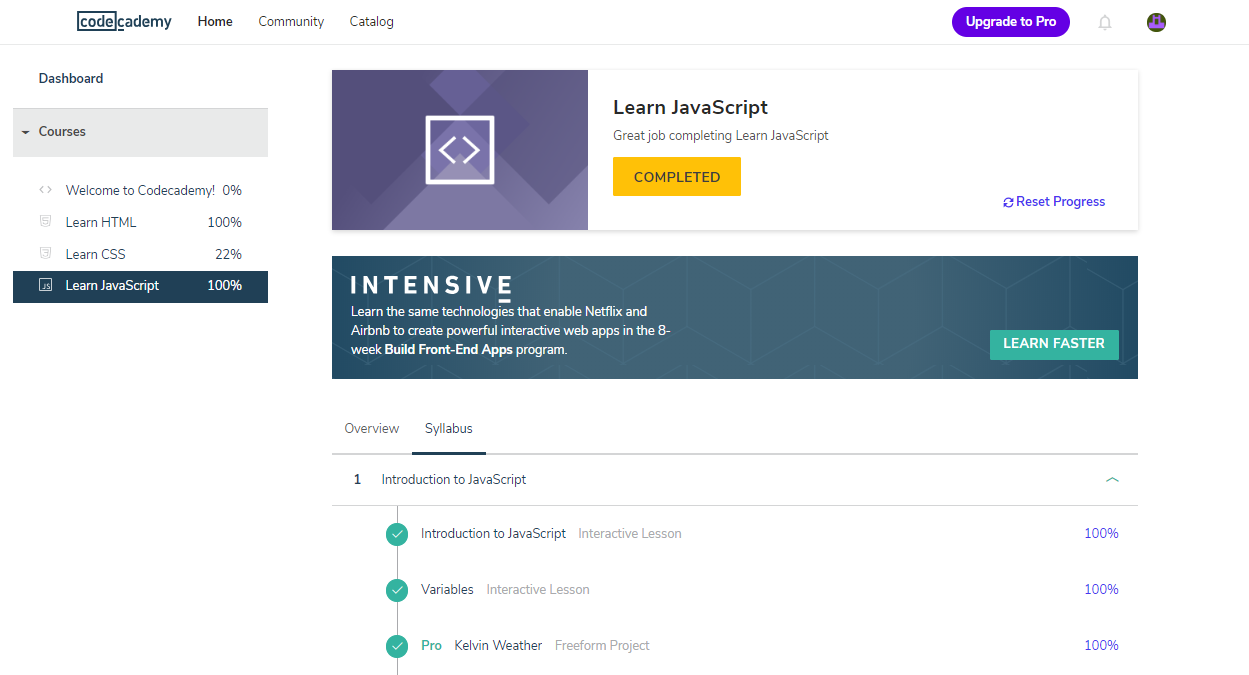 codecademy Home Community Catalog Upgrade to Pro
Dashboard
Courses
Welcome to Codecademy! 0%
Learn HTML 100%
Learn CSS 22%
JS Learn JavaScript 100%
Learn JavaScript
Great job completing Learn JavaScript
COMPLETED
Reset Progress
INTENSIVE
Learn the same technologies that enable Netflix and
Airbnb to create powerful interactive web apps in the 8-
week Build Front-End Apps program.
LEARN FASTER
Overview Syllabus
1 Introduction to JavaScript
Introduction to JavaScript Interactive Lesson 100%
Variables Interactive Lesson 100%
Pro Kelvin Weather Freeform Project 100%